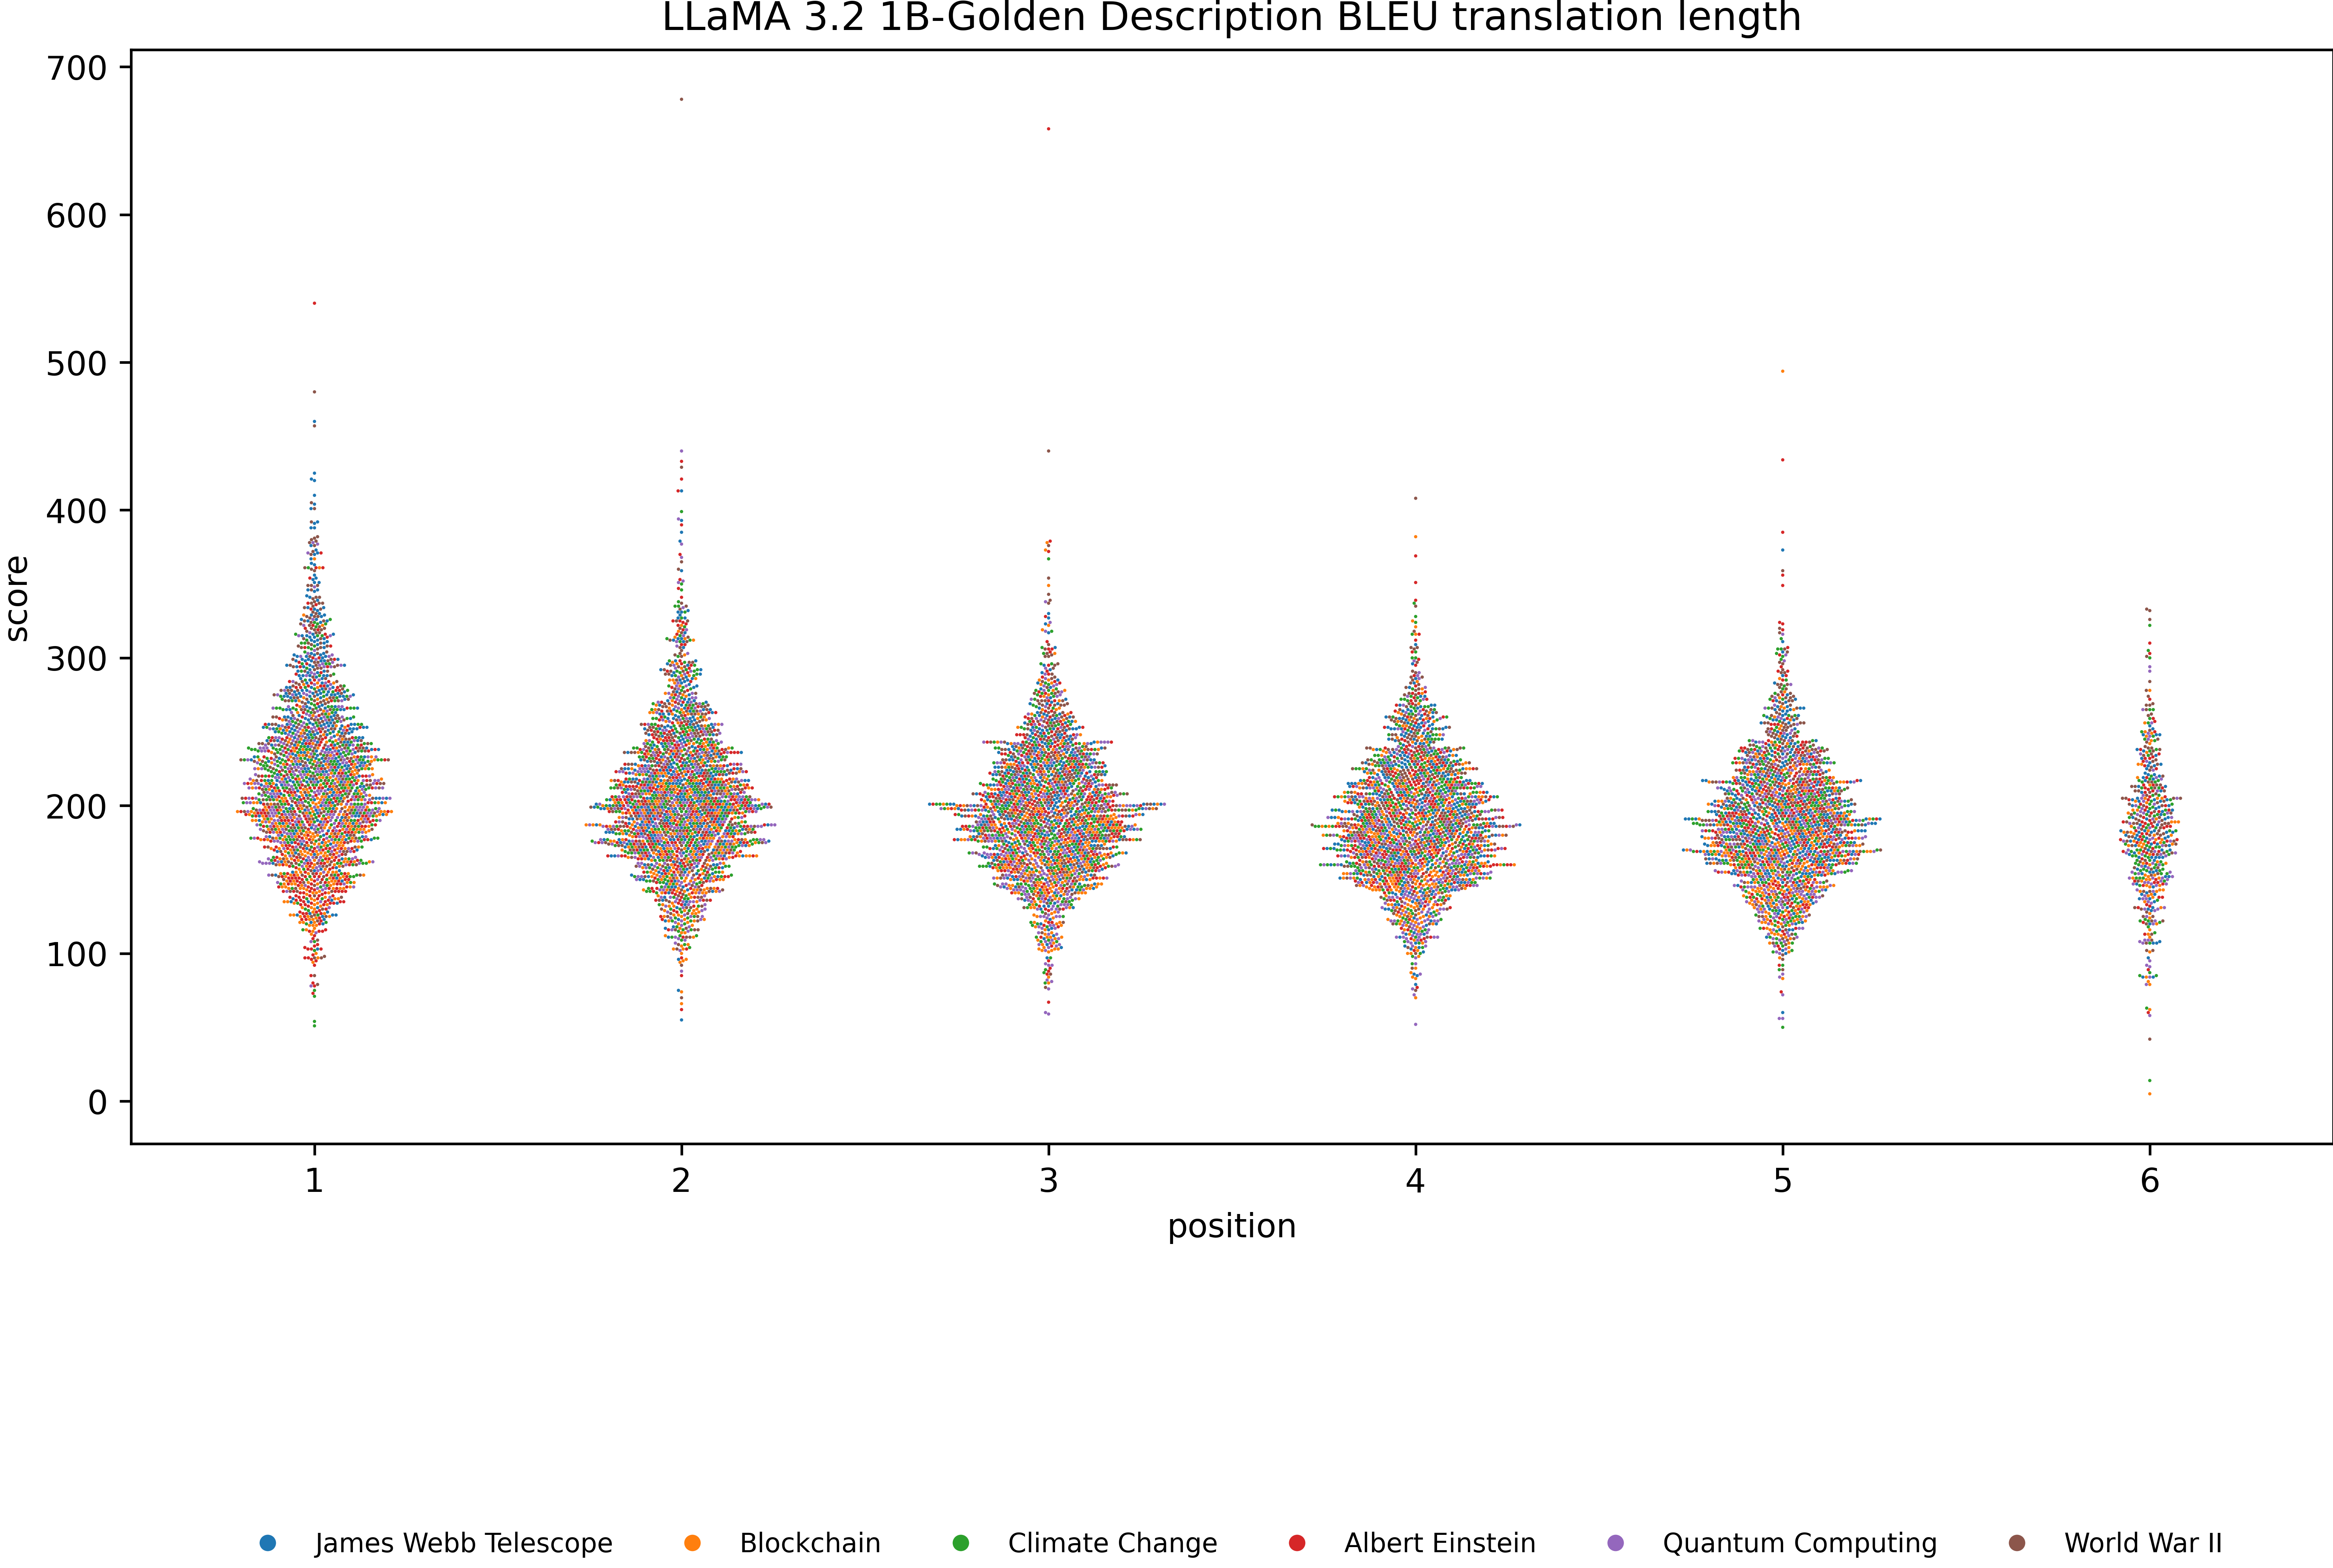 LLaMA 3.2 1B-Golden Description BLEU translation length
700
600
500
400
300
200
100
0
score
1 2 3 4 5 6
position
James Webb Telescope Blockchain Climate Change Albert Einstein Quantum Computing World War II